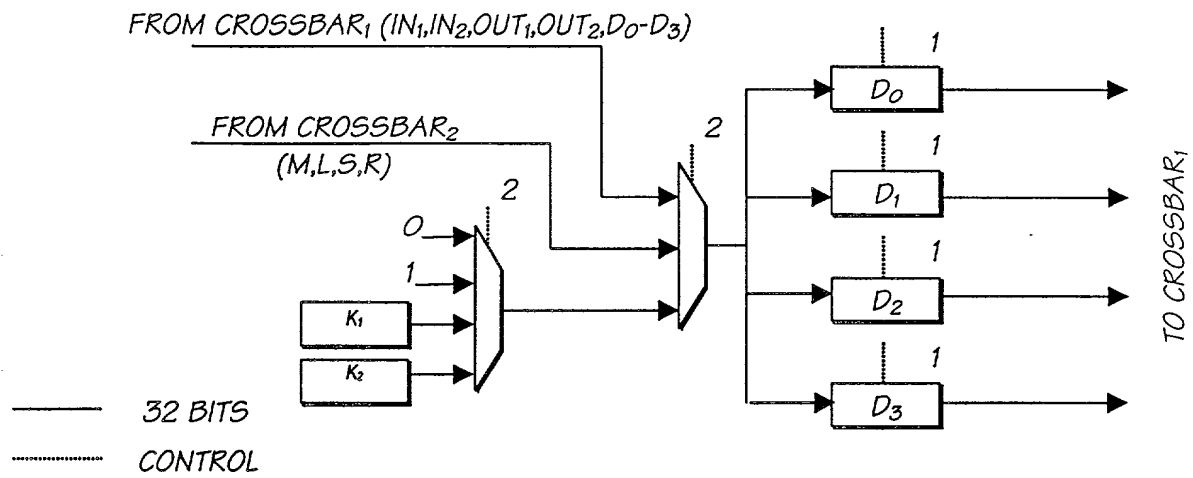 FROM CROSSBAR₁ (IN₁,IN₂,OUT₁,OUT₂,D₀-D₃)
1
D₀
FROM CROSSBAR₂
(M,L,S,R)
2
1
D₁
2
0
1
1
D₂
K₁
K₂
1
D₃
TO CROSSBAR₁
32 BITS
CONTROL